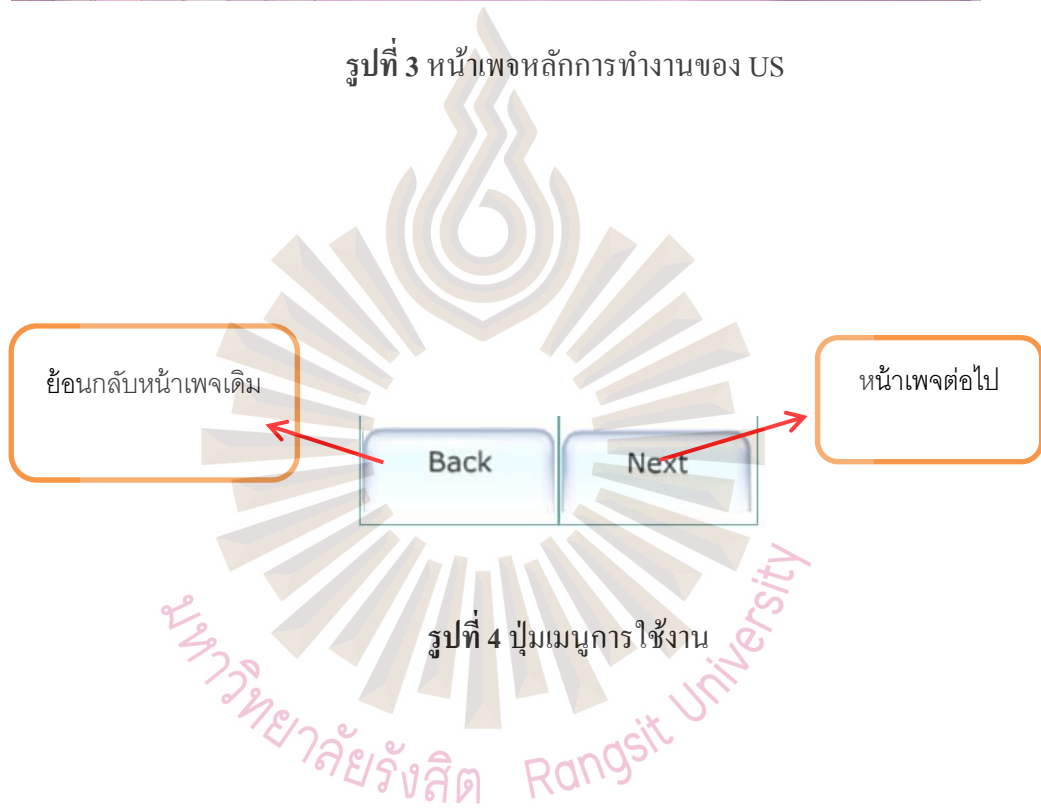 รูปที่ 3 หน้าเพจหลักการทำงานของ US
ย้อนกลับหน้าเพจเดิม
หน้าเพจต่อไป
Back
Next
รูปที่ 4 ปุ่มเมนูการใช้งาน
มหาวิทยาลัยรังสิต Rangsit University